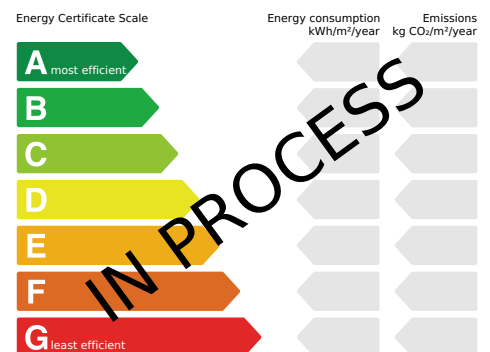 Energy Certificate Scale
Energy consumption
kWh/m²/year
Emissions
kg CO₂/m²/year
A most efficient
B
C
D
E
F
G least efficient
IN PROCESS